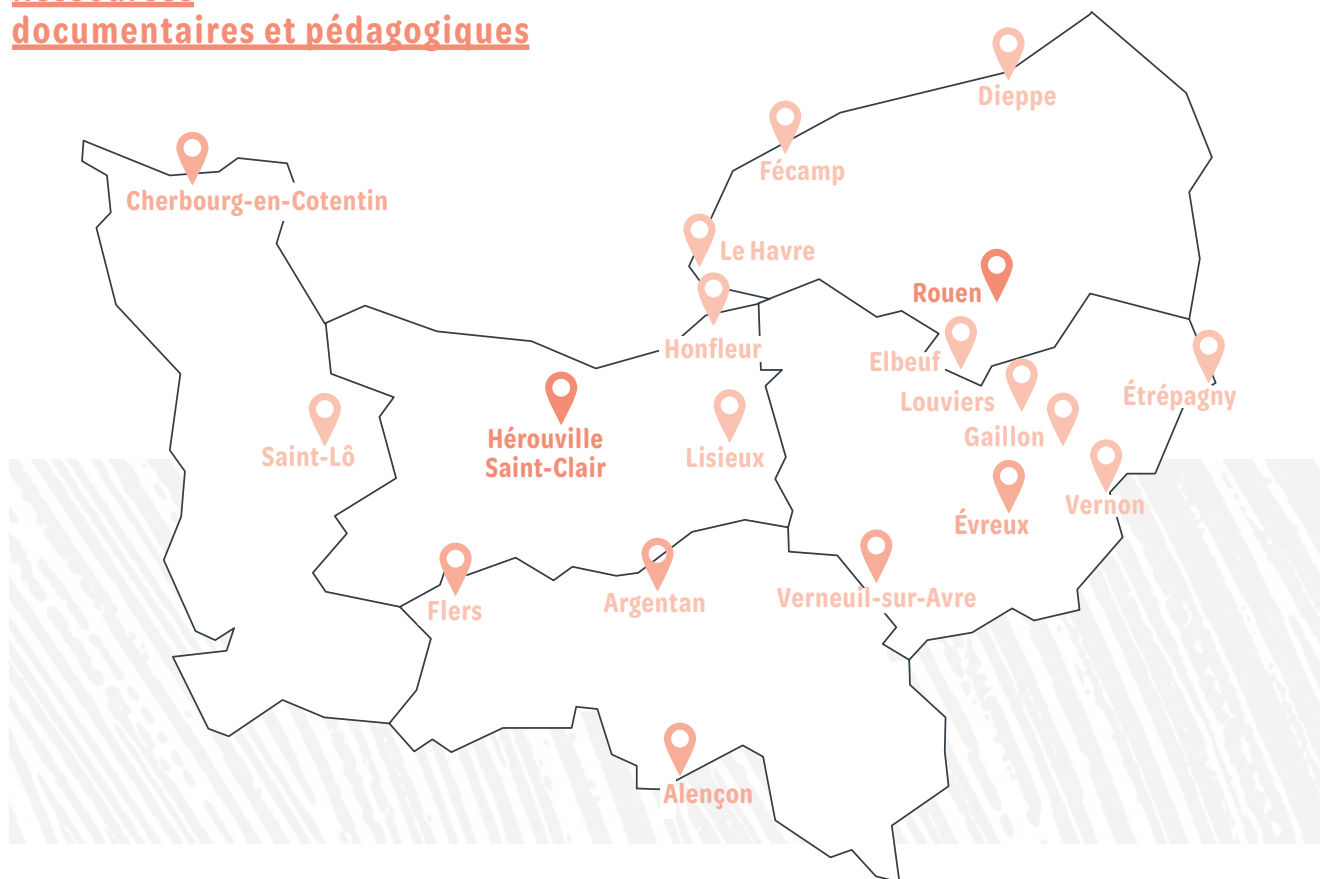 documentaires et pédagogiques
Dieppe
Fécamp
Cherbourg-en-Cotentin
Le Havre
Rouen
Honfleur
Elbeuf
Étrépagny
Louviers
Gaillon
Hérouville
Saint-Clair
Saint-Lô
Lisieux
Vernon
Évreux
Verneuil-sur-Avre
Argentan
Flers
Alençon